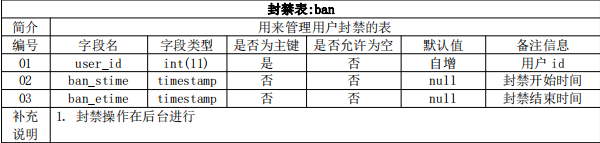 封禁表:ban
简介 用来管理用户封禁的表
编号 字段名 字段类型 是否为主键 是否允许为空 默认值 备注信息
01 user_id int(11) 是 否 自增 用户 id
02 ban_stime timestamp 否 否 null 封禁开始时间
03 ban_etime timestamp 否 否 null 封禁结束时间
补充说明 1. 封禁操作在后台进行